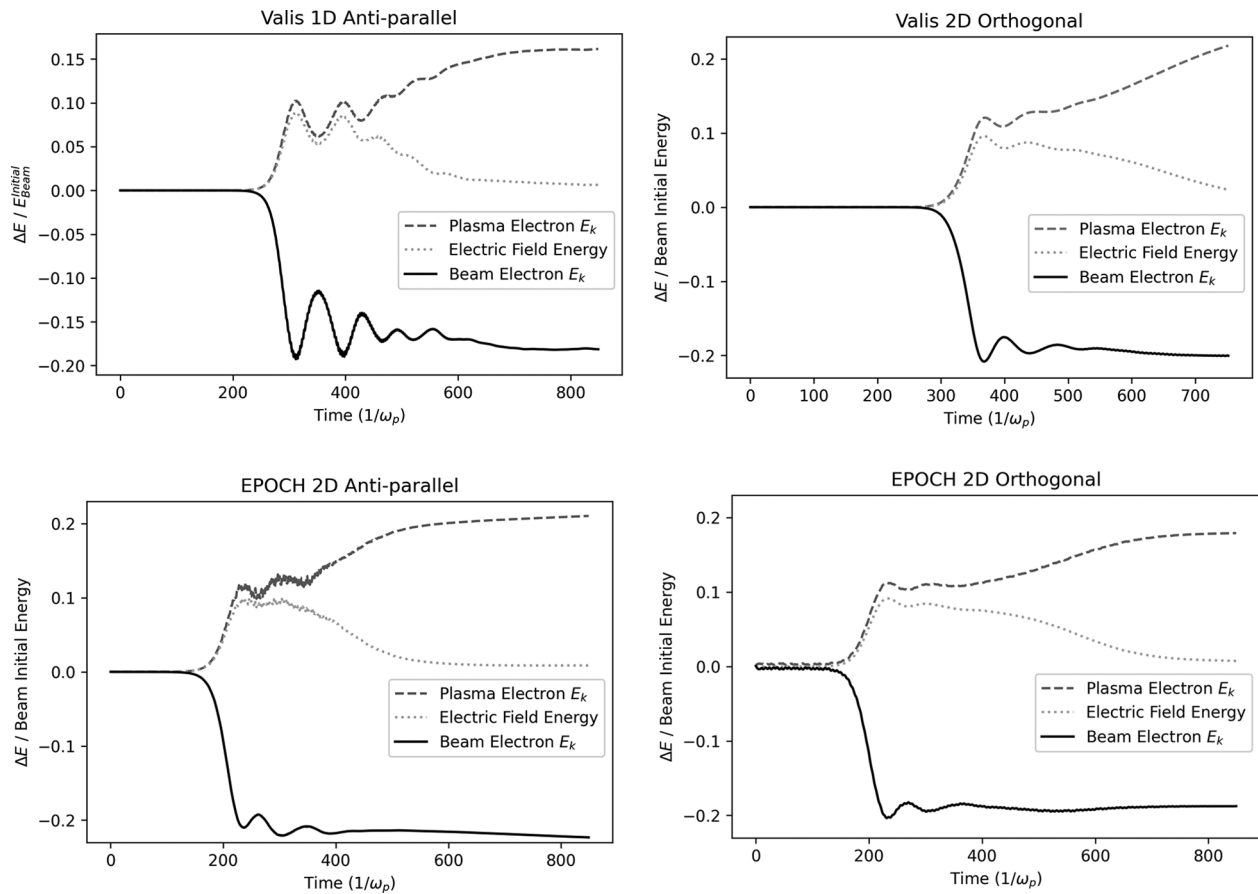 Valis 1D Anti-parallel
0.15
0.10
0.05
0.00
−0.05
−0.10
−0.15
−0.20
ΔE / E_{Beam}^{Initial}
Plasma Electron E_k
Electric Field Energy
Beam Electron E_k
0 200 400 600 800
Time (1/ω_p)
Valis 2D Orthogonal
0.2
0.1
0.0
−0.1
−0.2
ΔE / Beam Initial Energy
Plasma Electron E_k
Electric Field Energy
Beam Electron E_k
0 100 200 300 400 500 600 700
Time (1/ω_p)
EPOCH 2D Anti-parallel
0.2
0.1
0.0
−0.1
−0.2
ΔE / Beam Initial Energy
Plasma Electron E_k
Electric Field Energy
Beam Electron E_k
0 200 400 600 800
Time (1/ω_p)
EPOCH 2D Orthogonal
0.2
0.1
0.0
−0.1
−0.2
ΔE / Beam Initial Energy
Plasma Electron E_k
Electric Field Energy
Beam Electron E_k
0 200 400 600 800
Time (1/ω_p)